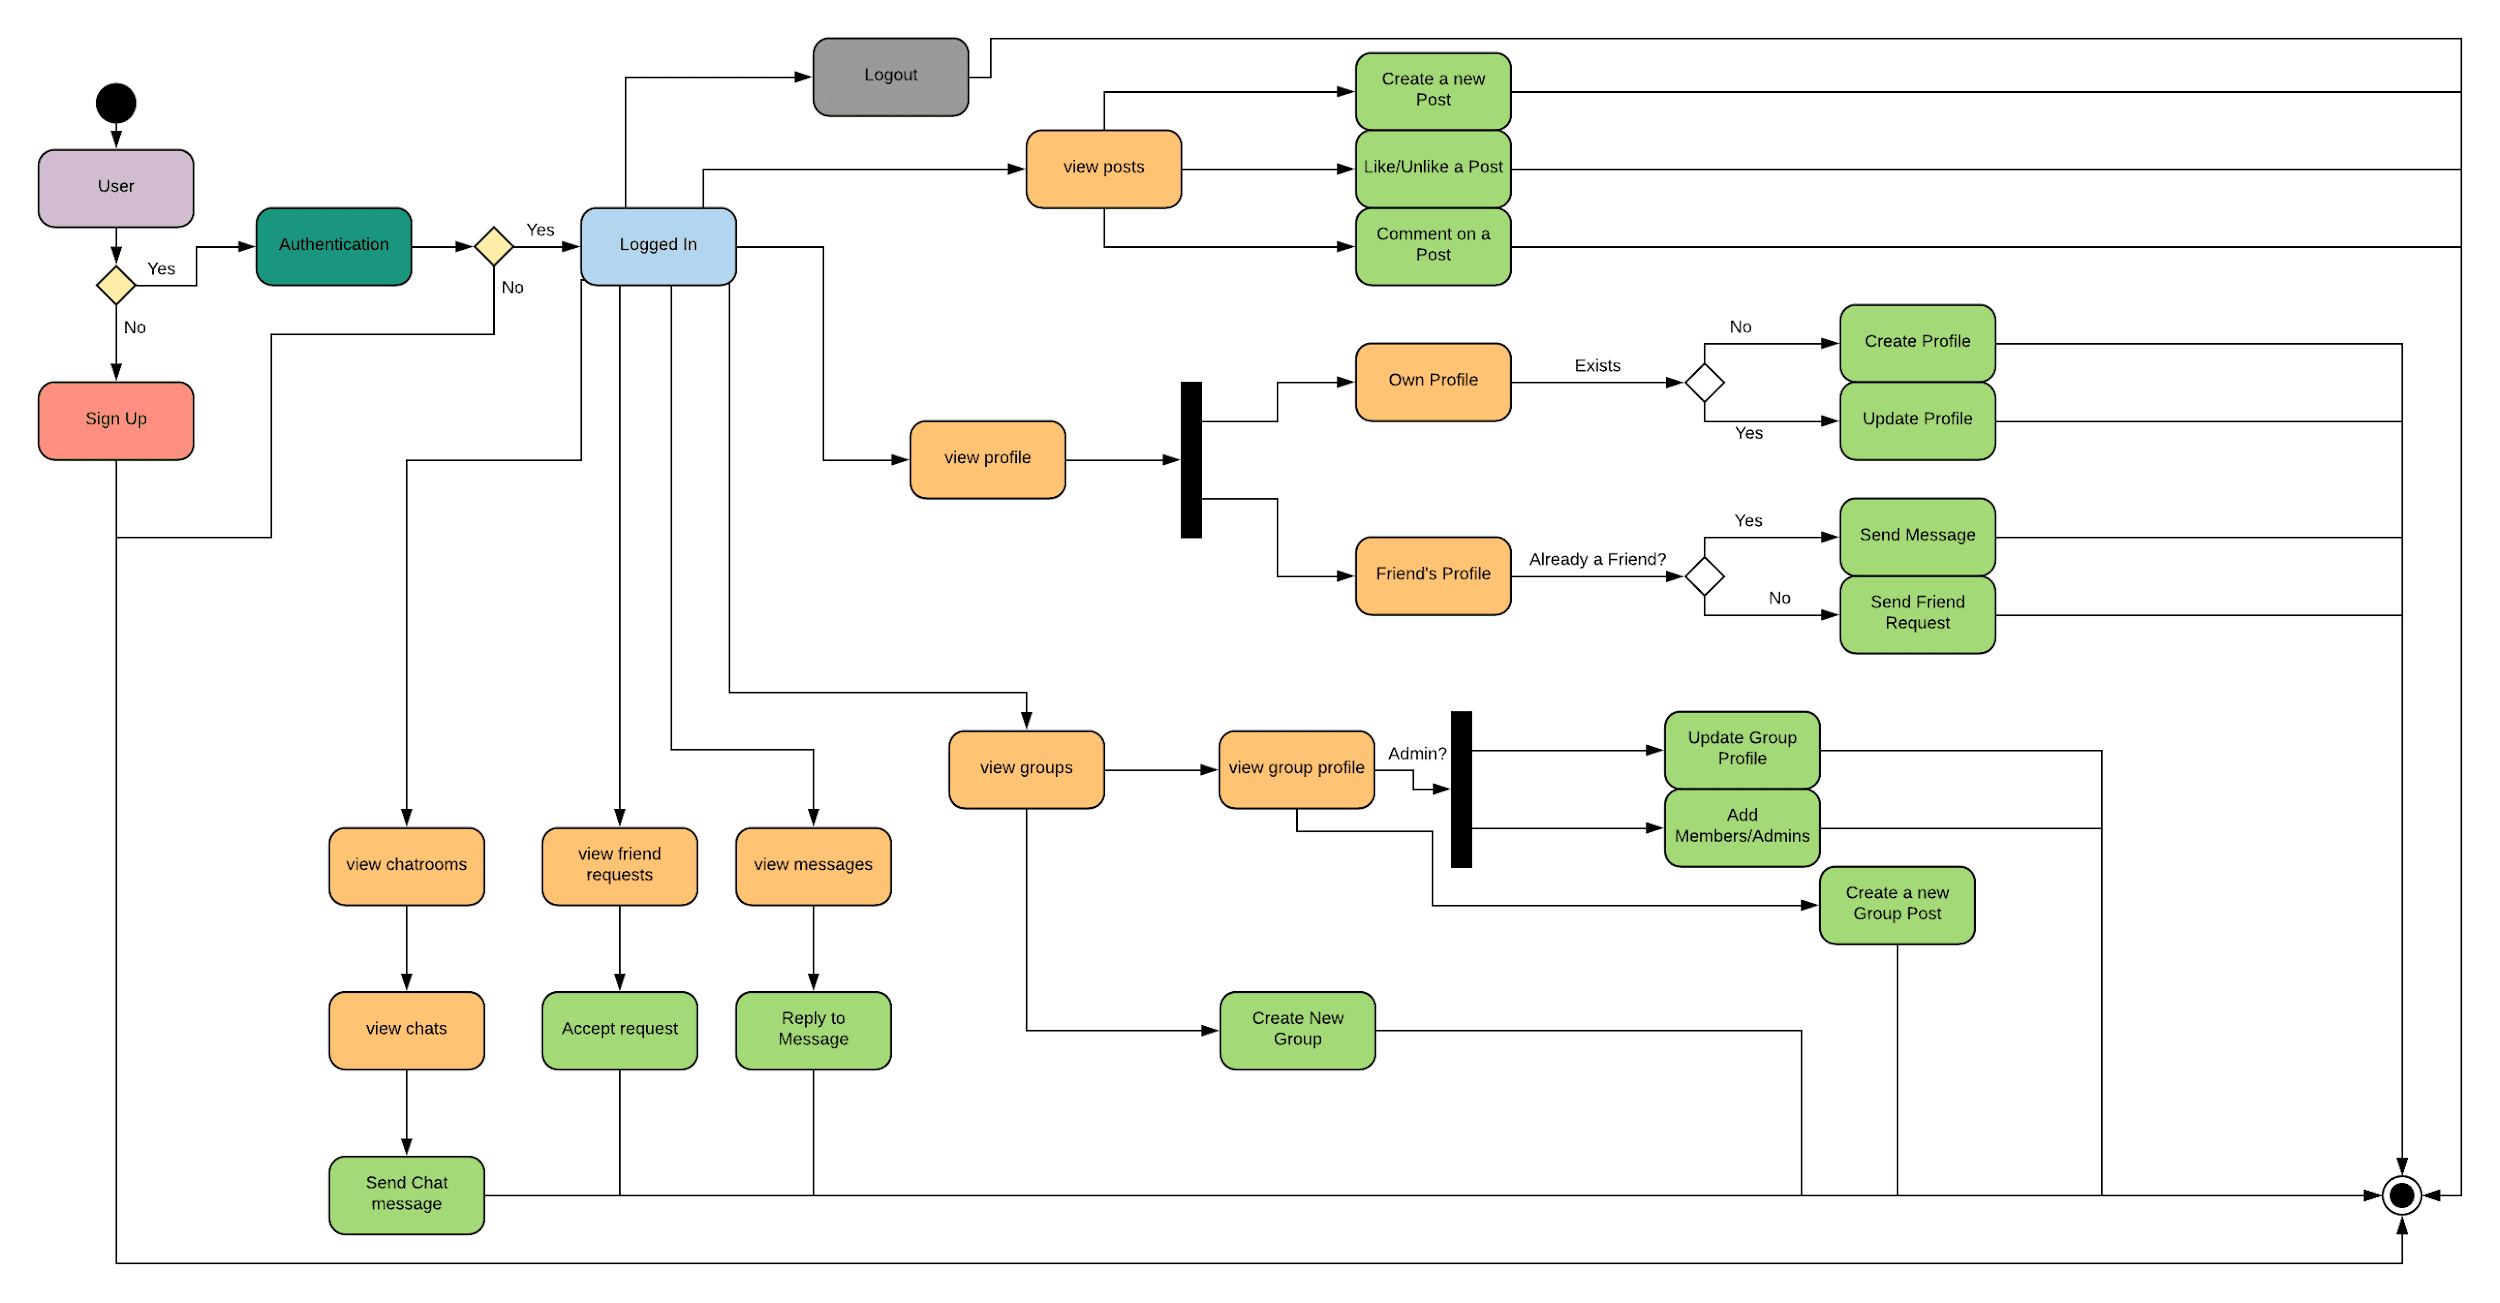 Logout
Create a new
Post
User
view posts
Like/Unlike a Post
Authentication
Yes
Yes
Logged In
Comment on a
Post
No
No
Sign Up
view profile
Own Profile
Exists
No
Yes
Create Profile
Update Profile
Friend's Profile
Already a Friend?
Yes
No
Send Message
Send Friend
Request
view groups
view group profile
Admin?
Update Group
Profile
Add
Members/Admins
Create a new
Group Post
view chatrooms
view friend
requests
view messages
view chats
Accept request
Reply to
Message
Create New
Group
Send Chat
message